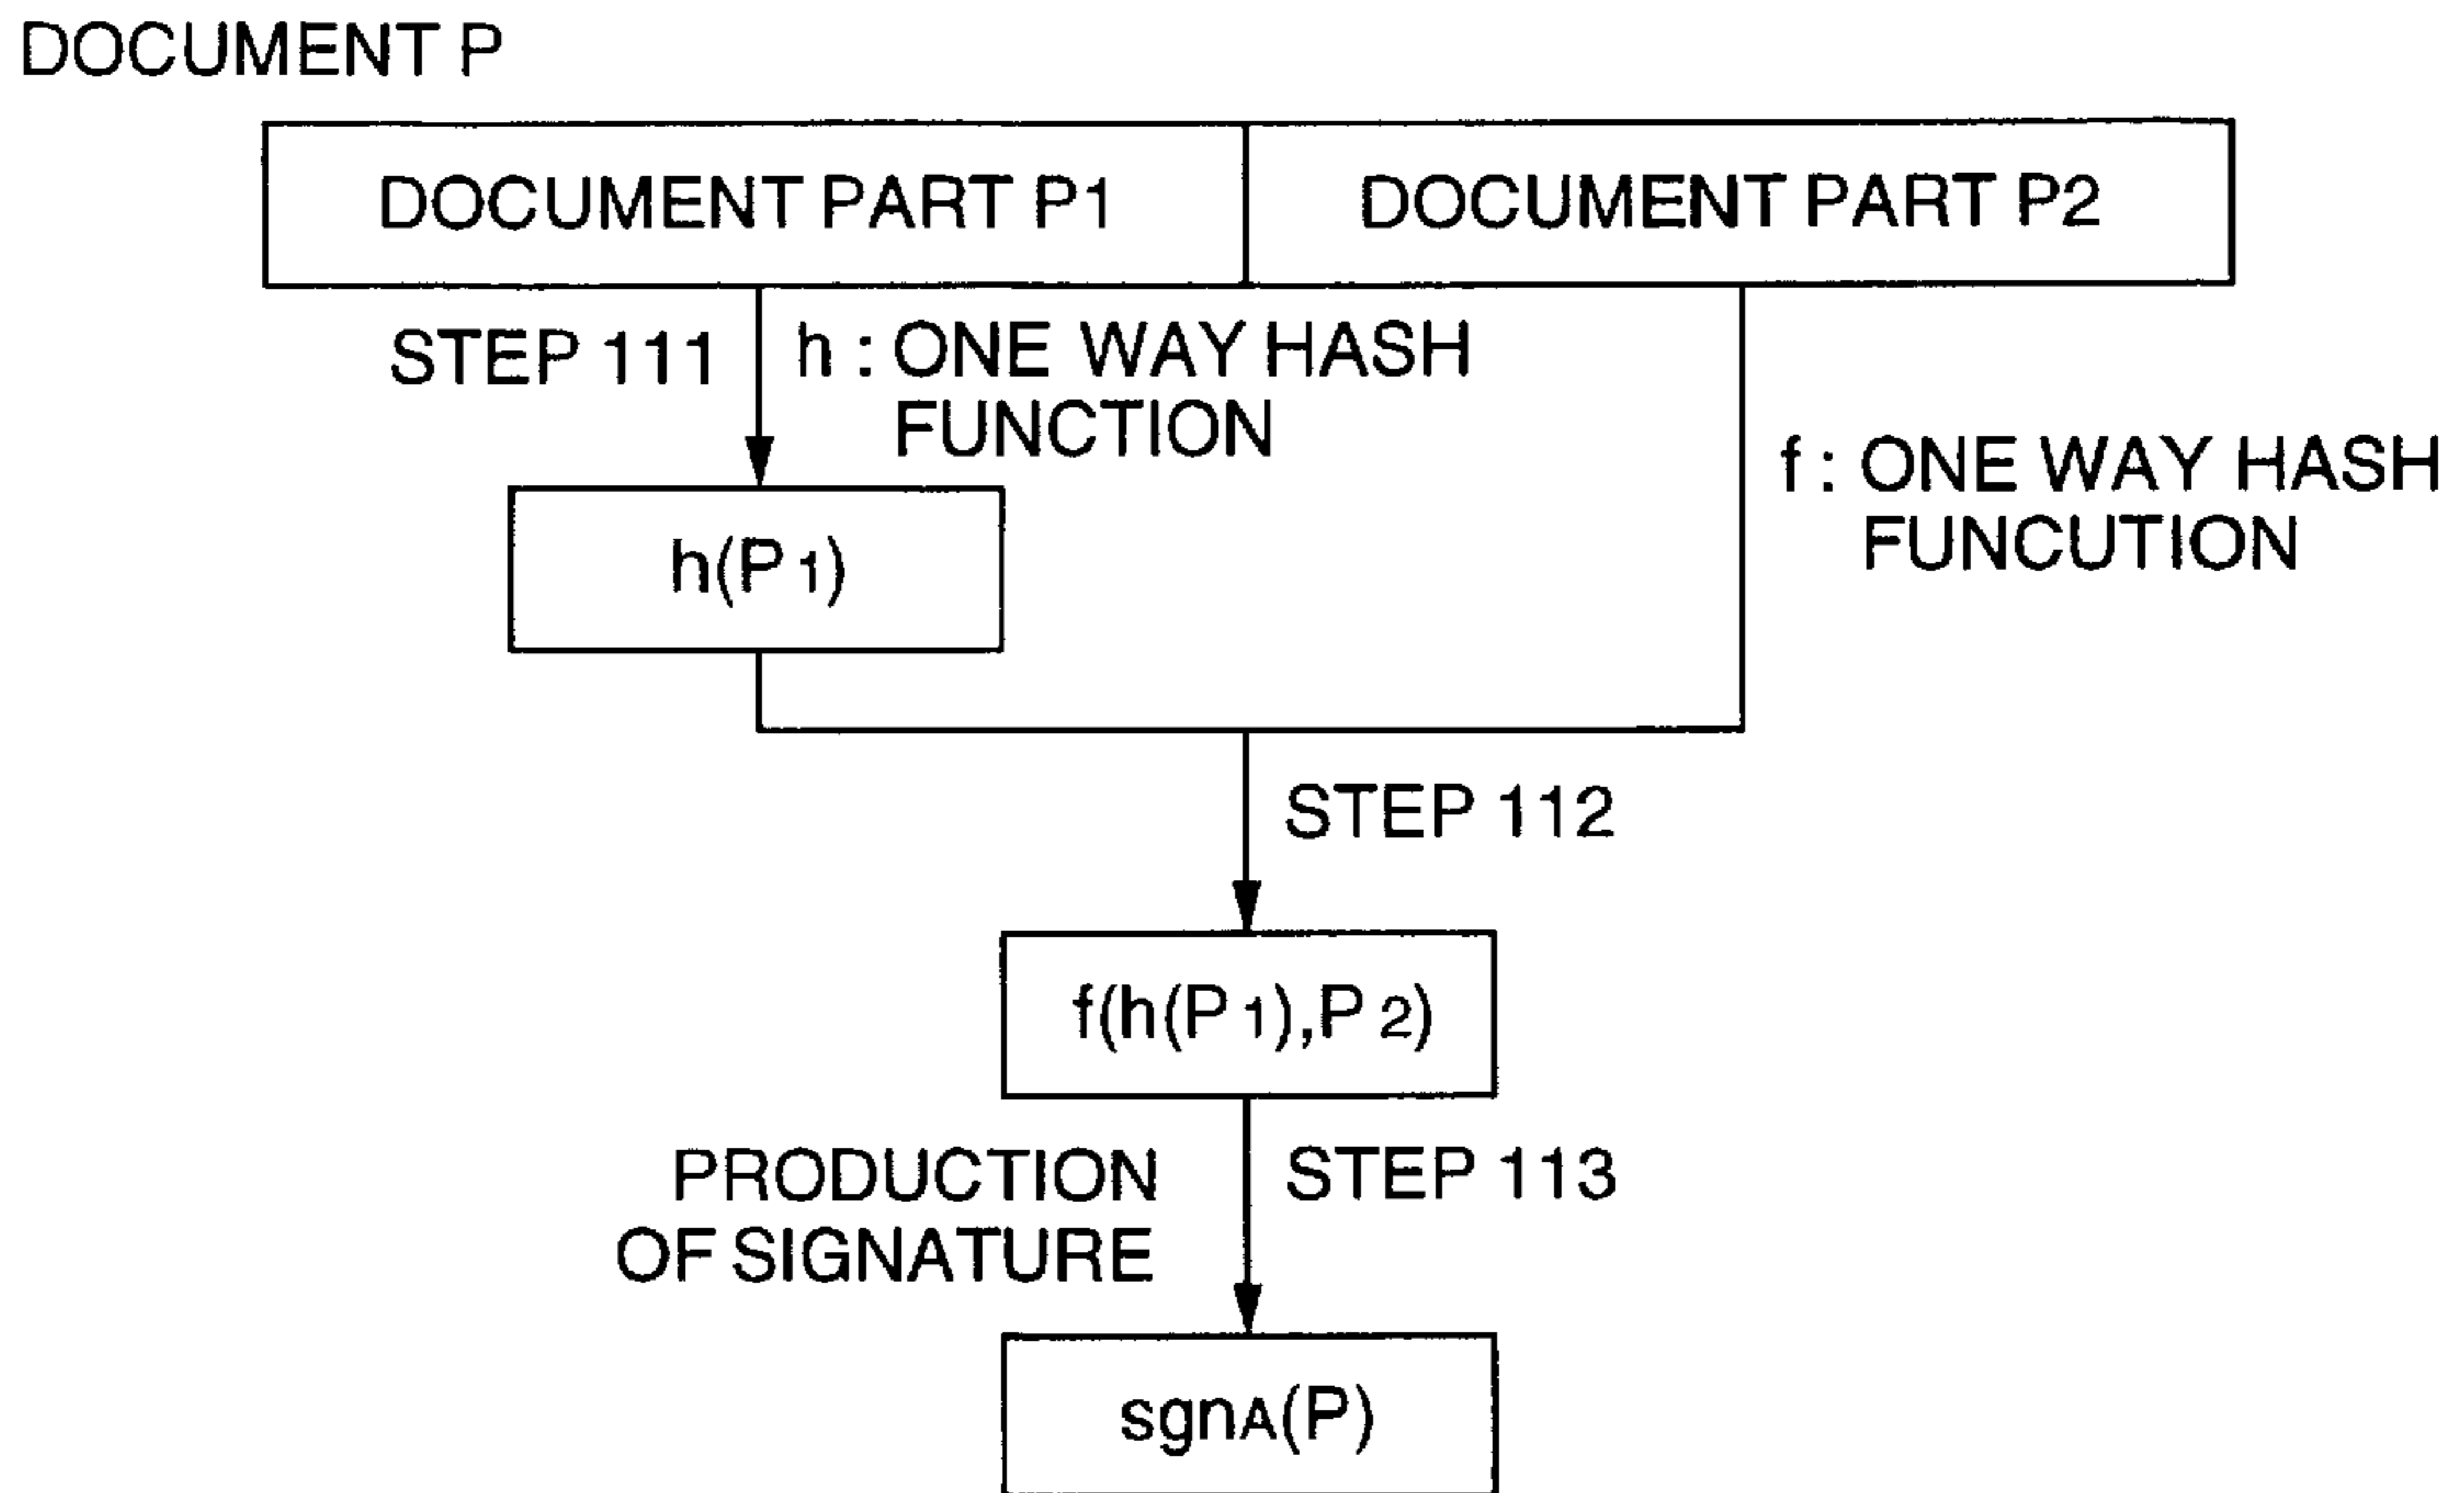 DOCUMENT P
DOCUMENT PART P1
DOCUMENT PART P2
STEP 111
h : ONE WAY HASH
FUNCTION
f : ONE WAY HASH
FUNCUTION
h(P1)
STEP 112
f(h(P1),P2)
PRODUCTION
OF SIGNATURE
STEP 113
sgnA(P)